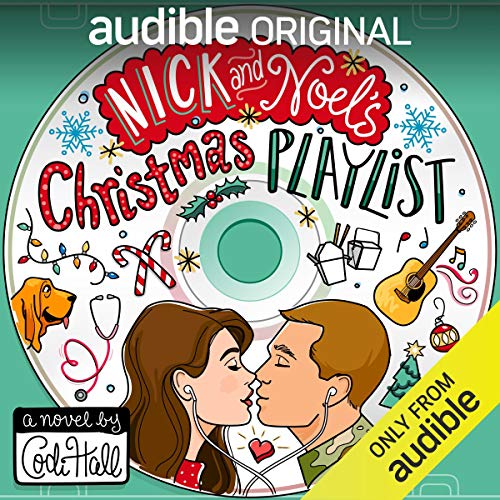 audible ORIGINAL
NICK and NOEL'S
Christmas PLAYLIST
a novel by
Codi Hall
ONLY FROM
audible